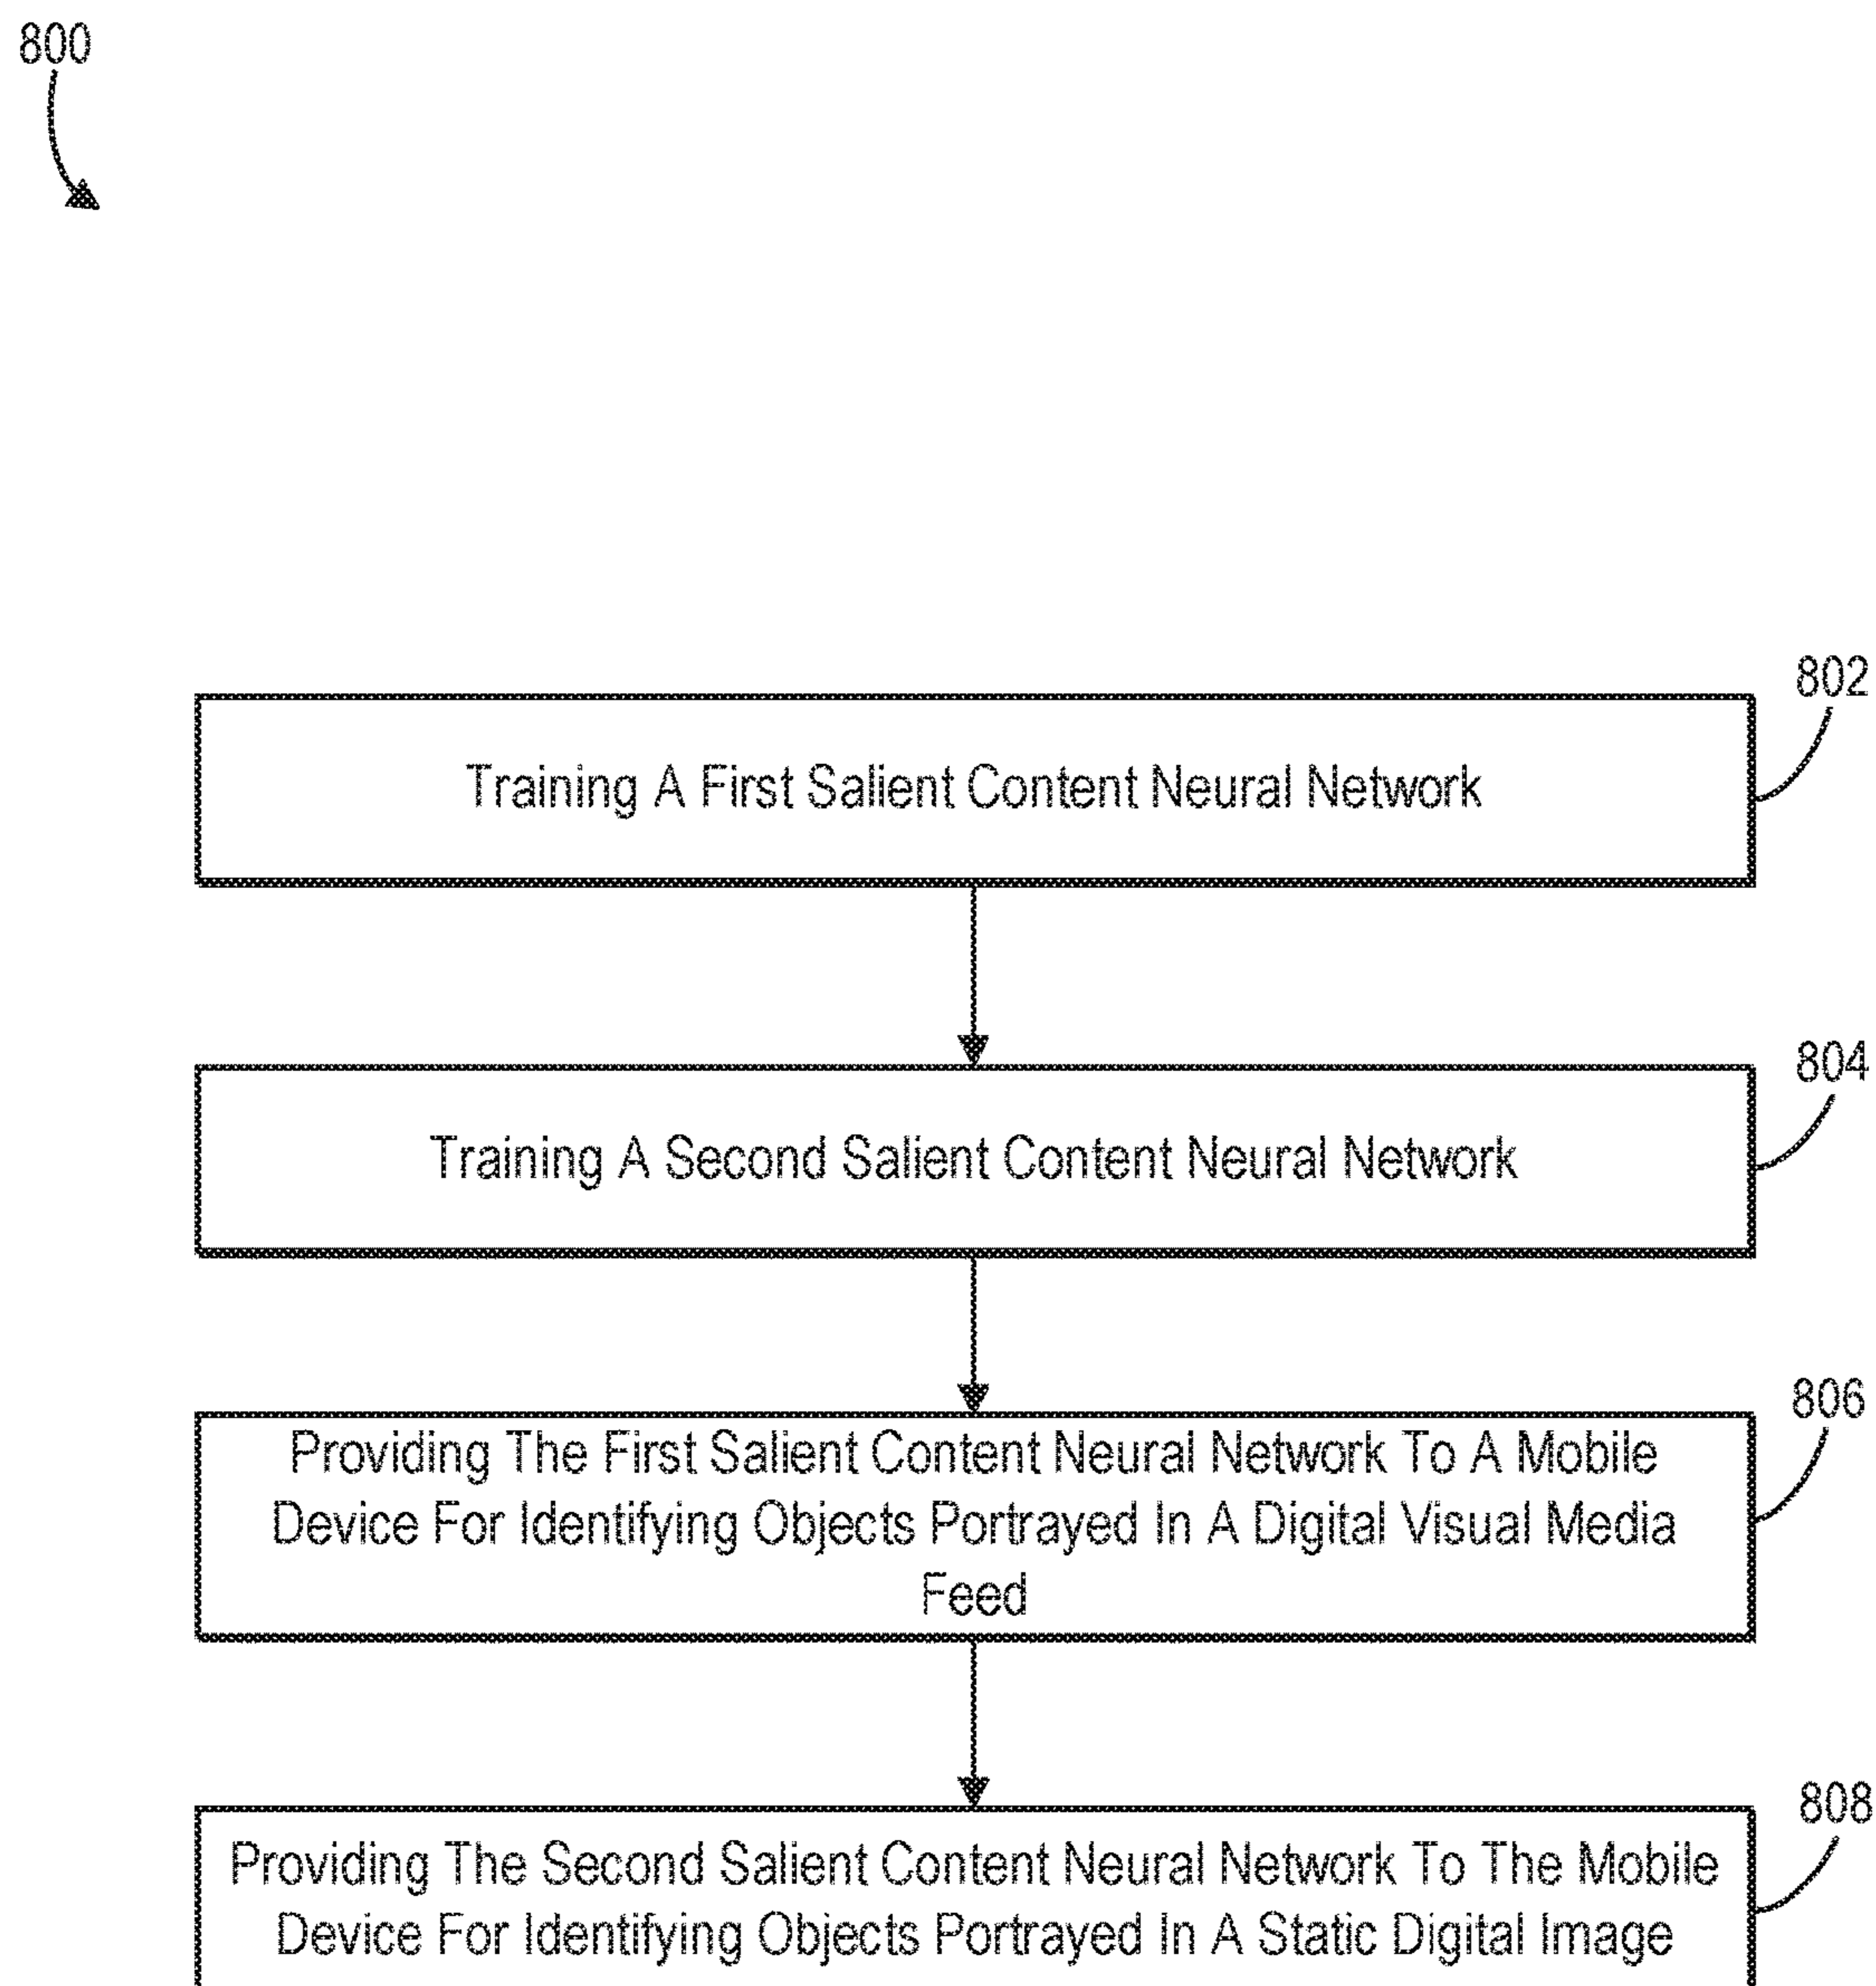 800
802
Training A First Salient Content Neural Network
804
Training A Second Salient Content Neural Network
806
Providing The First Salient Content Neural Network To A Mobile
Device For Identifying Objects Portrayed In A Digital Visual Media
Feed
808
Providing The Second Salient Content Neural Network To The Mobile
Device For Identifying Objects Portrayed In A Static Digital Image